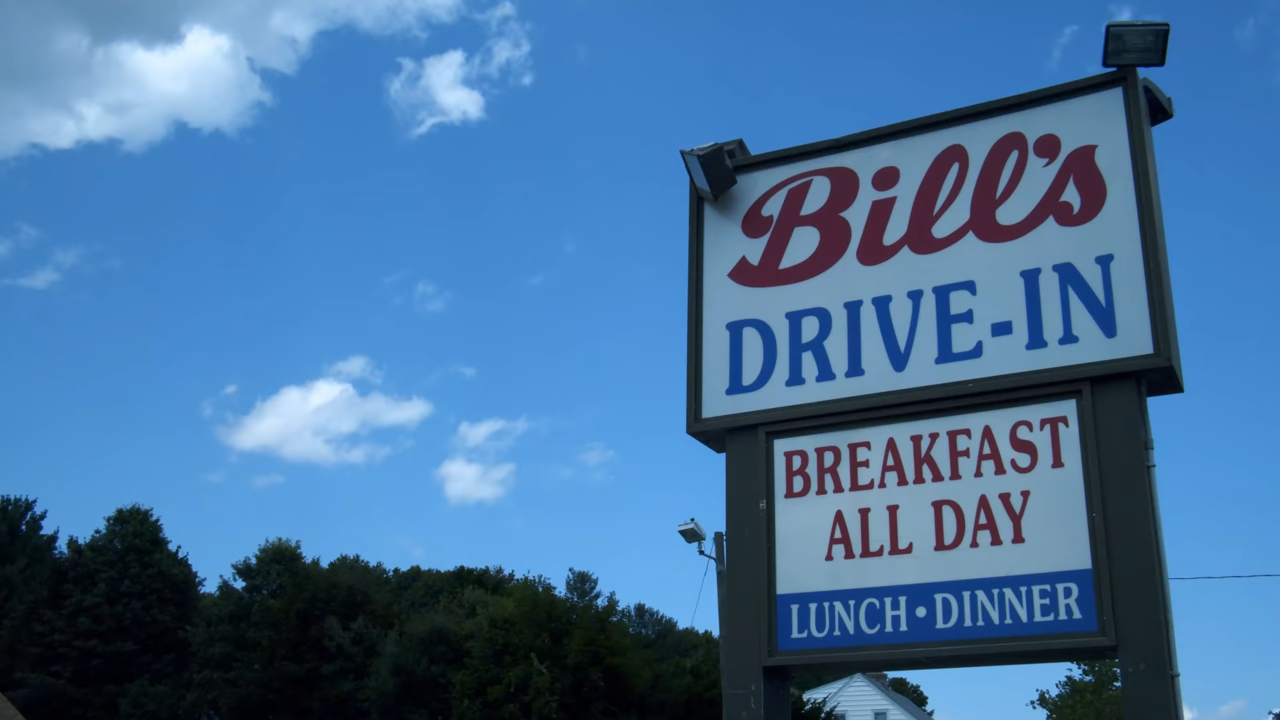 Bill's
DRIVE-IN
BREAKFAST
ALL DAY
LUNCH • DINNER